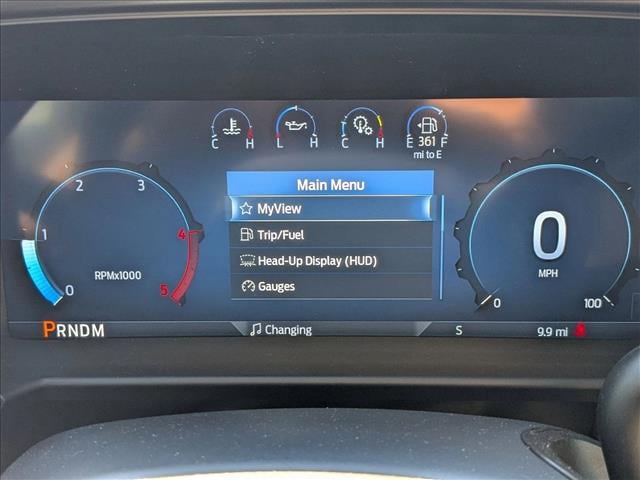 C H L H C H E 361 F
mi to E
Main Menu
MyView
Trip/Fuel
Head-Up Display (HUD)
Gauges
0 1 2 3 4 5
RPMx1000
0
MPH
0 100
PRNDM
Changing
S
9.9 mi